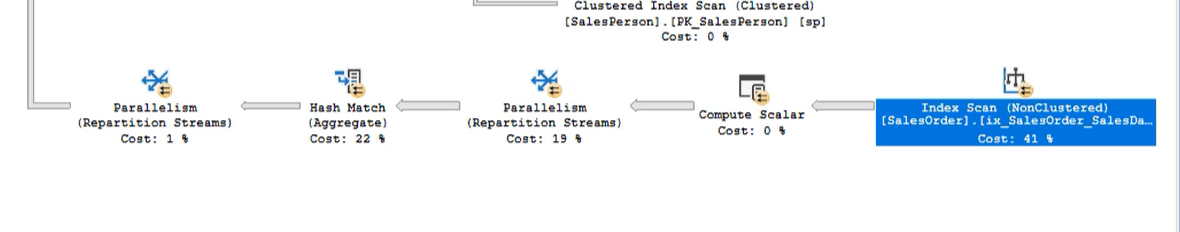 Clustered Index Scan (Clustered)
[SalesPerson].[PK_SalesPerson] [sp]
Cost: 0 %
Parallelism
(Repartition Streams)
Cost: 1 %
Hash Match
(Aggregate)
Cost: 22 %
Parallelism
(Repartition Streams)
Cost: 19 %
Compute Scalar
Cost: 0 %
Index Scan (NonClustered)
[SalesOrder].[ix_SalesOrder_SalesDa…
Cost: 41 %